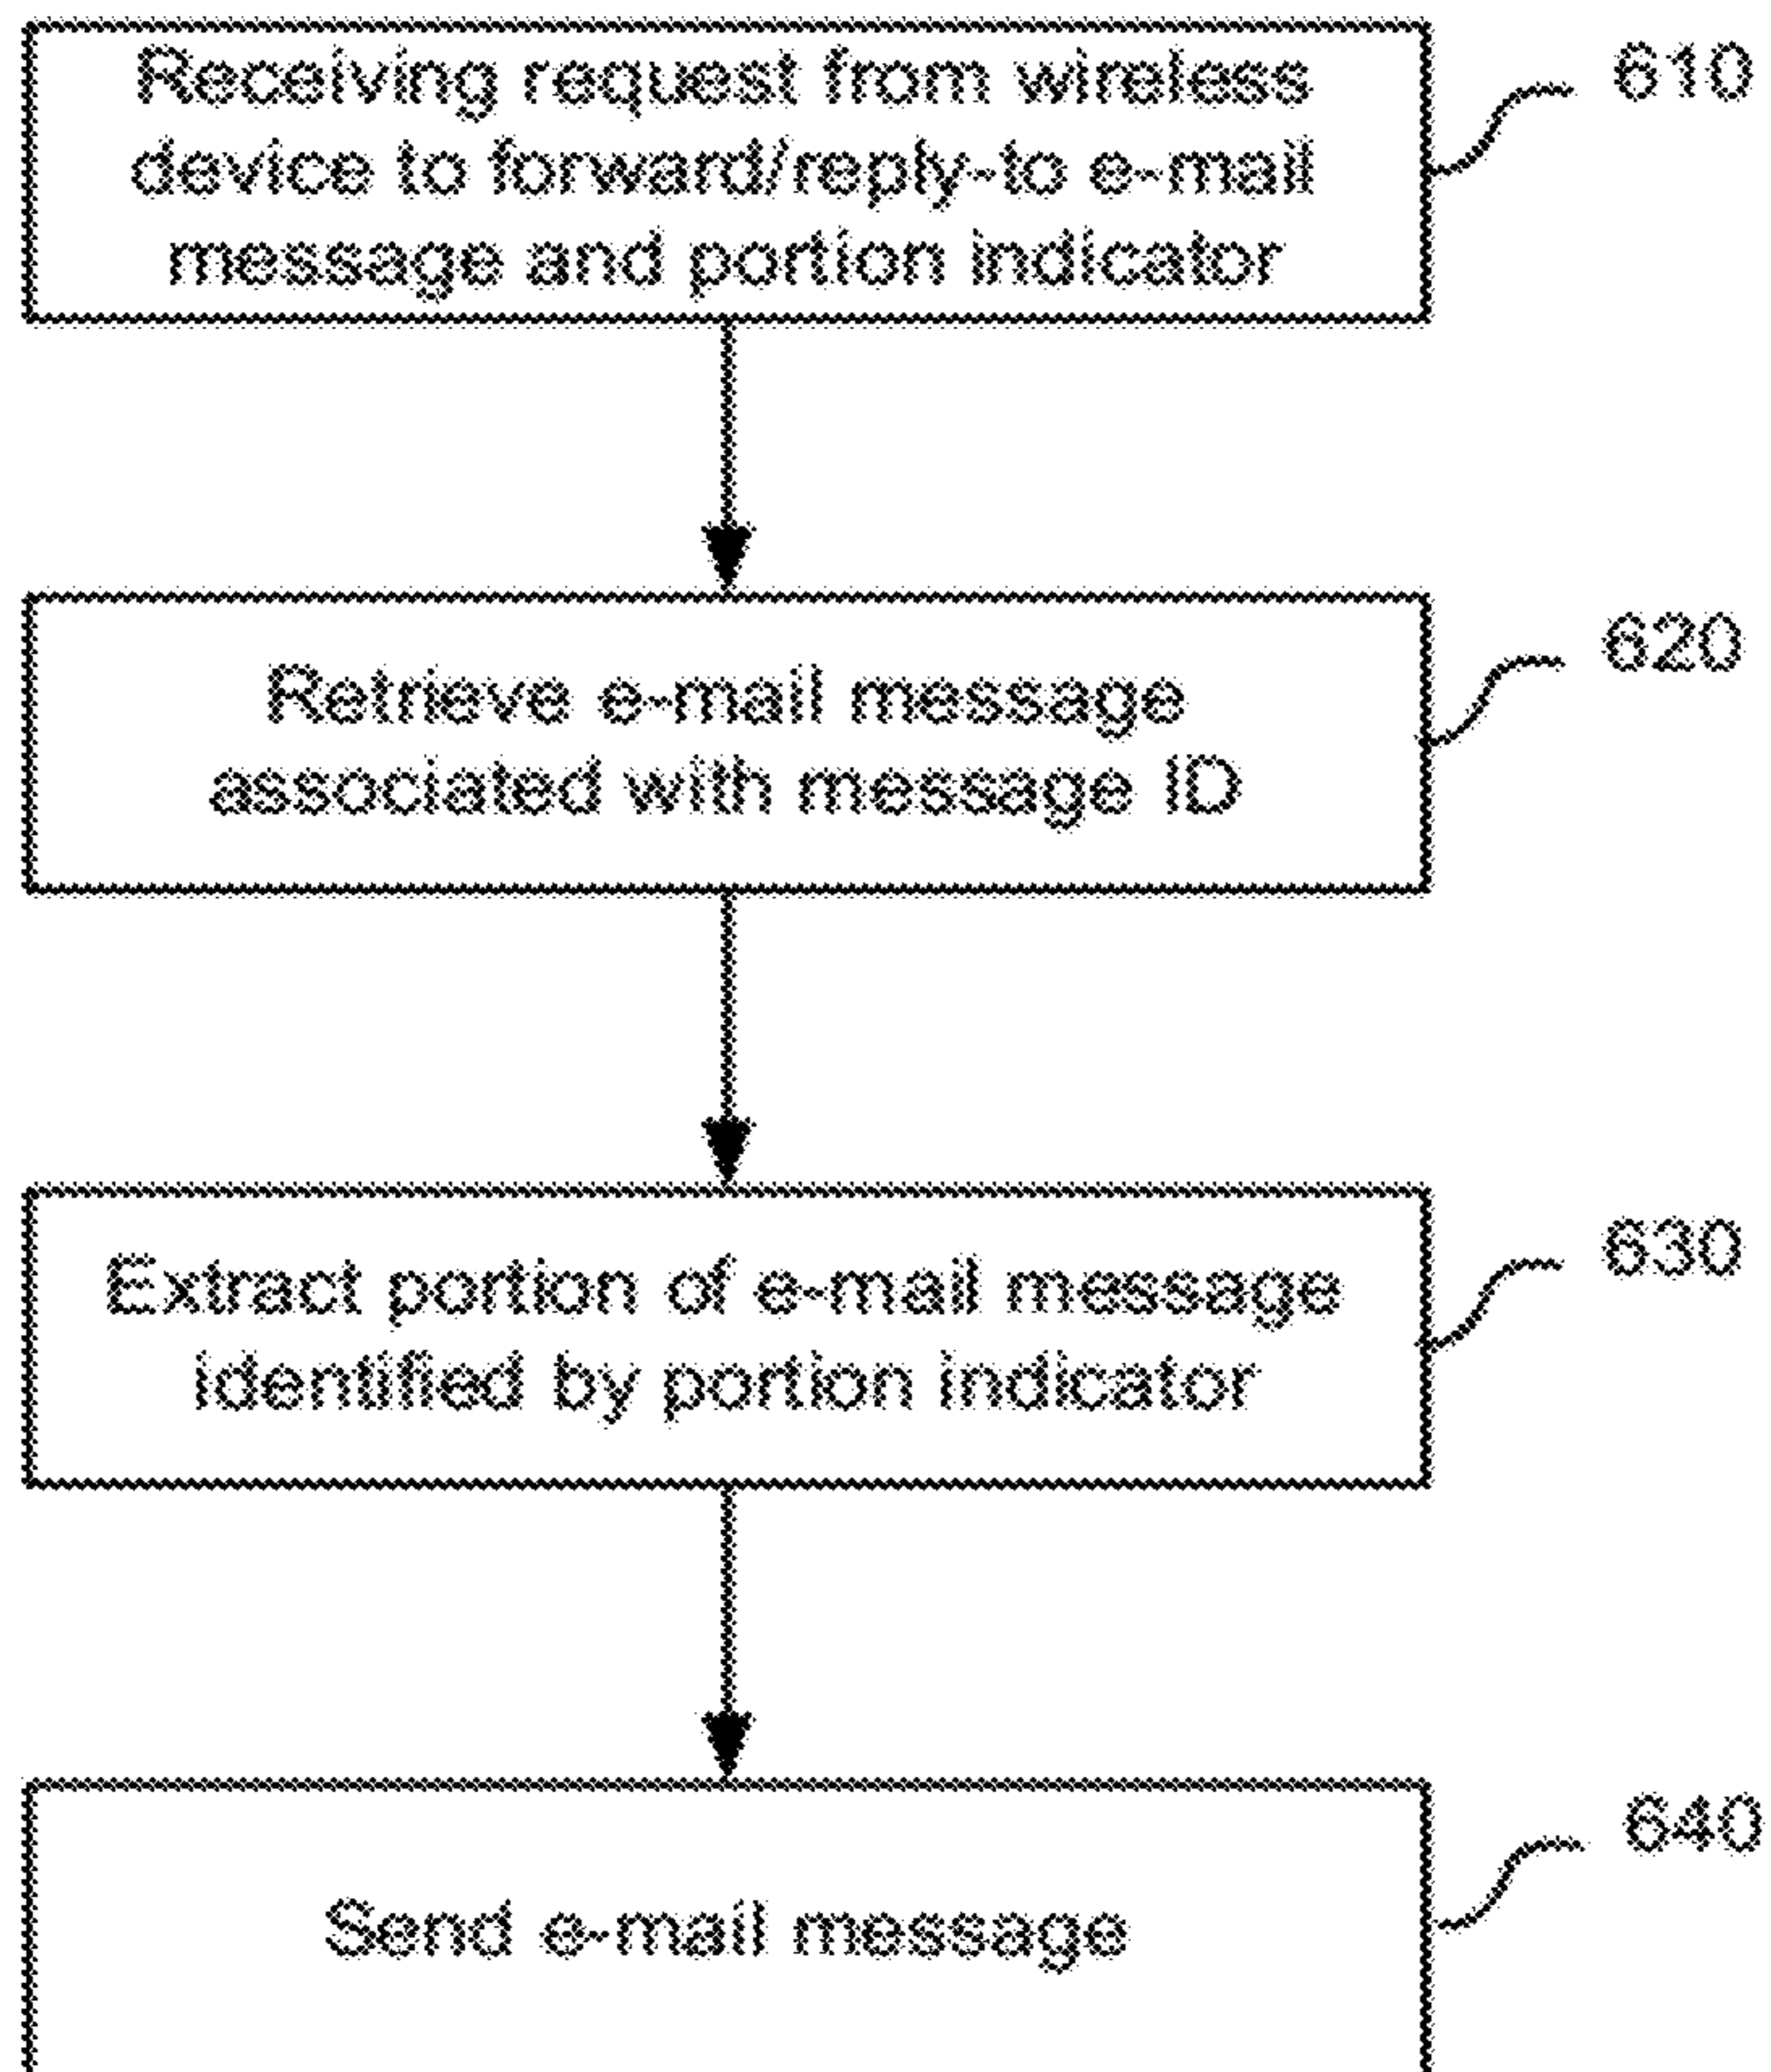 Receiving request from wireless
610
device to forward/reply-to e-mail
message and portion indicator
620
Retrieve e-mail message
associated with message ID
630
Extract portion of e-mail message
identified by portion indicator
640
Send e-mail message